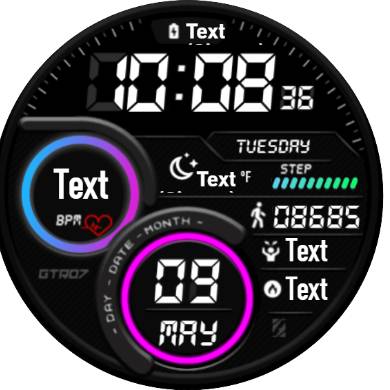 Text
10:08 36
TUESDAY
STEP
Text °F
Text
BPM
08685
- DAY - DATE - MONTH -
Text
GTR07
09
Text
MAY